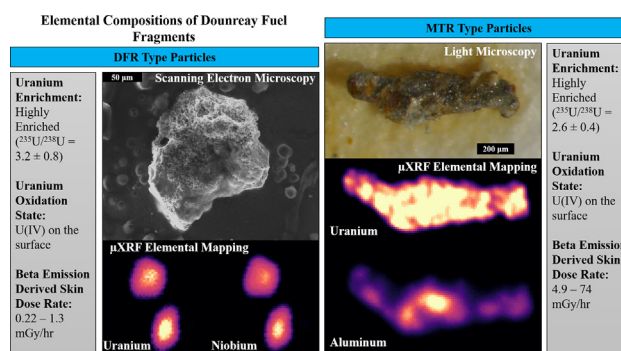 Elemental Compositions of Dounreay Fuel
Fragments
DFR Type Particles
Uranium
Enrichment:
Highly
Enriched
(²³⁵U/²³⁸U =
3.2 ± 0.8)
Uranium
Oxidation
State:
U(IV) on the
surface
Beta Emission
Derived Skin
Dose Rate:
0.22 – 1.3
mGy/hr
50 μm
Scanning Electron Microscopy
μXRF Elemental Mapping
Uranium
Niobium
MTR Type Particles
Light Microscopy
200 μm
μXRF Elemental Mapping
Uranium
Aluminum
Uranium
Enrichment:
Highly
Enriched
(²³⁵U/²³⁸U =
2.6 ± 0.4)
Uranium
Oxidation
State:
U(IV) on the
surface
Beta Emission
Derived Skin
Dose Rate:
4.9 – 74
mGy/hr